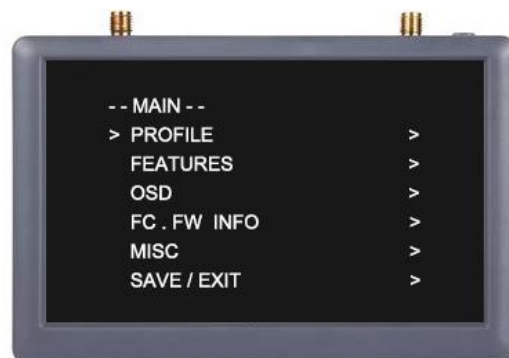 -- MAIN --
> PROFILE >
FEATURES >
OSD >
FC . FW INFO >
MISC >
SAVE / EXIT >